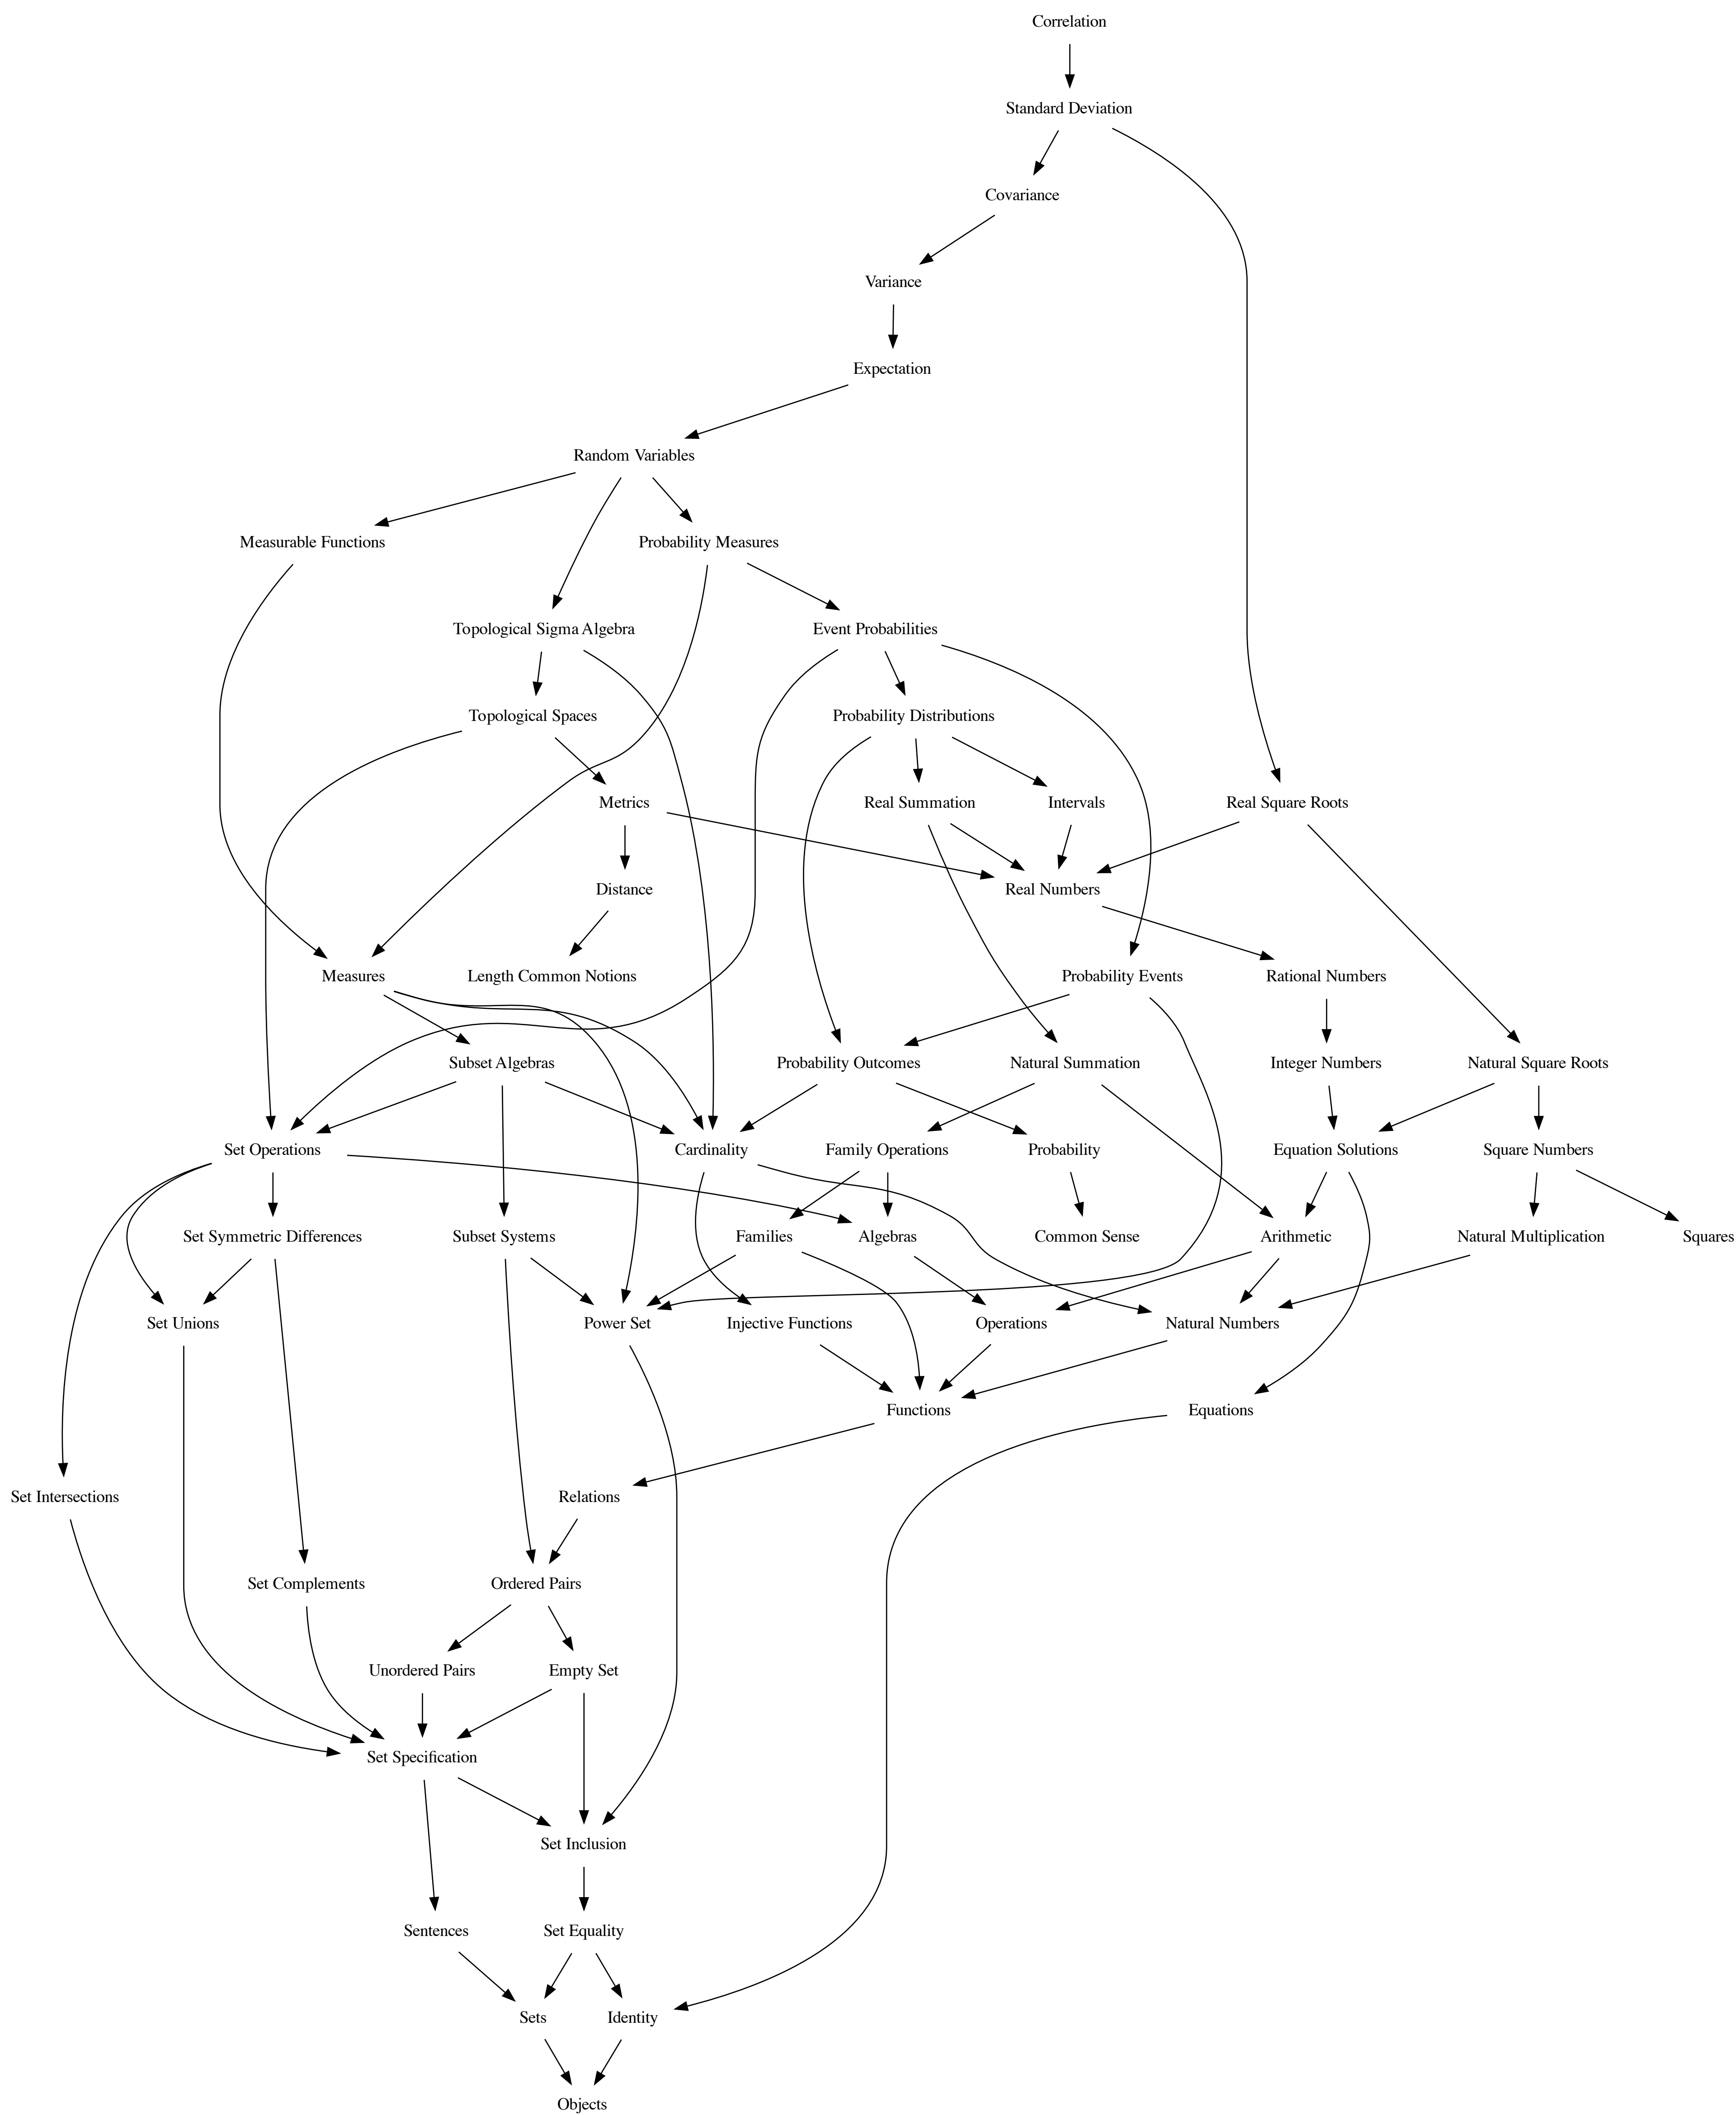 Correlation
Standard Deviation
Covariance
Variance
Expectation
Random Variables
Measurable Functions
Probability Measures
Topological Sigma Algebra
Event Probabilities
Topological Spaces
Probability Distributions
Metrics
Real Summation
Intervals
Real Square Roots
Distance
Real Numbers
Measures
Length Common Notions
Probability Events
Rational Numbers
Subset Algebras
Probability Outcomes
Natural Summation
Integer Numbers
Natural Square Roots
Set Operations
Cardinality
Family Operations
Probability
Equation Solutions
Square Numbers
Set Symmetric Differences
Subset Systems
Families
Algebras
Common Sense
Arithmetic
Natural Multiplication
Squares
Set Unions
Power Set
Injective Functions
Operations
Natural Numbers
Functions
Equations
Set Intersections
Relations
Set Complements
Ordered Pairs
Unordered Pairs
Empty Set
Set Specification
Set Inclusion
Sentences
Set Equality
Sets
Identity
Objects